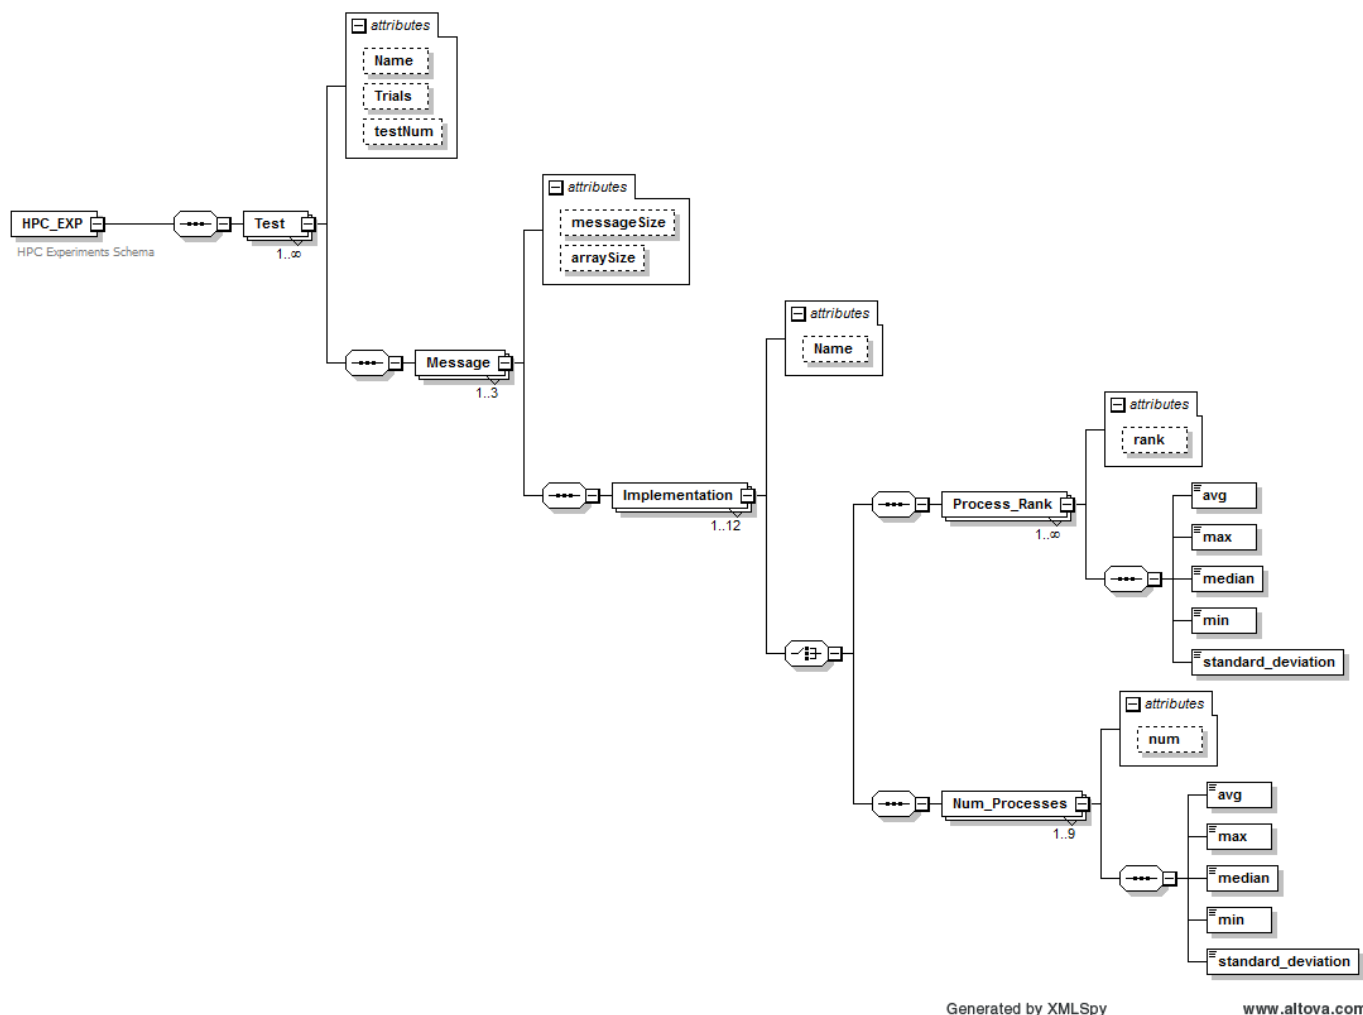 attributes
Name
Trials
testNum
HPC_EXP
HPC Experiments Schema
Test
1..∞
attributes
messageSize
arraySize
Message
1..3
attributes
Name
Implementation
1..12
attributes
rank
Process_Rank
1..∞
avg
max
median
min
standard_deviation
attributes
num
Num_Processes
1..9
avg
max
median
min
standard_deviation
Generated by XMLSpy www.altova.com